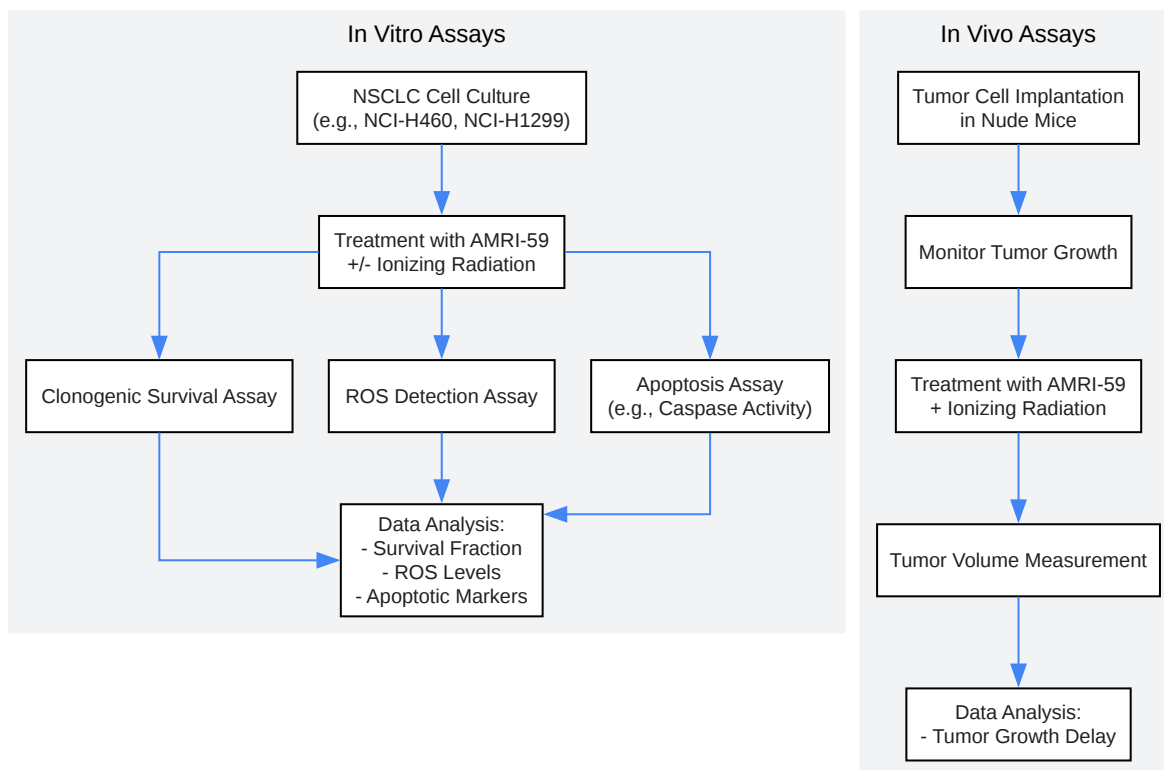 In Vitro Assays
NSCLC Cell Culture
(e.g., NCI-H460, NCI-H1299)
Treatment with AMRI-59
+/- Ionizing Radiation
Clonogenic Survival Assay
ROS Detection Assay
Apoptosis Assay
(e.g., Caspase Activity)
Data Analysis:
- Survival Fraction
- ROS Levels
- Apoptotic Markers
In Vivo Assays
Tumor Cell Implantation
in Nude Mice
Monitor Tumor Growth
Treatment with AMRI-59
+ Ionizing Radiation
Tumor Volume Measurement
Data Analysis:
- Tumor Growth Delay